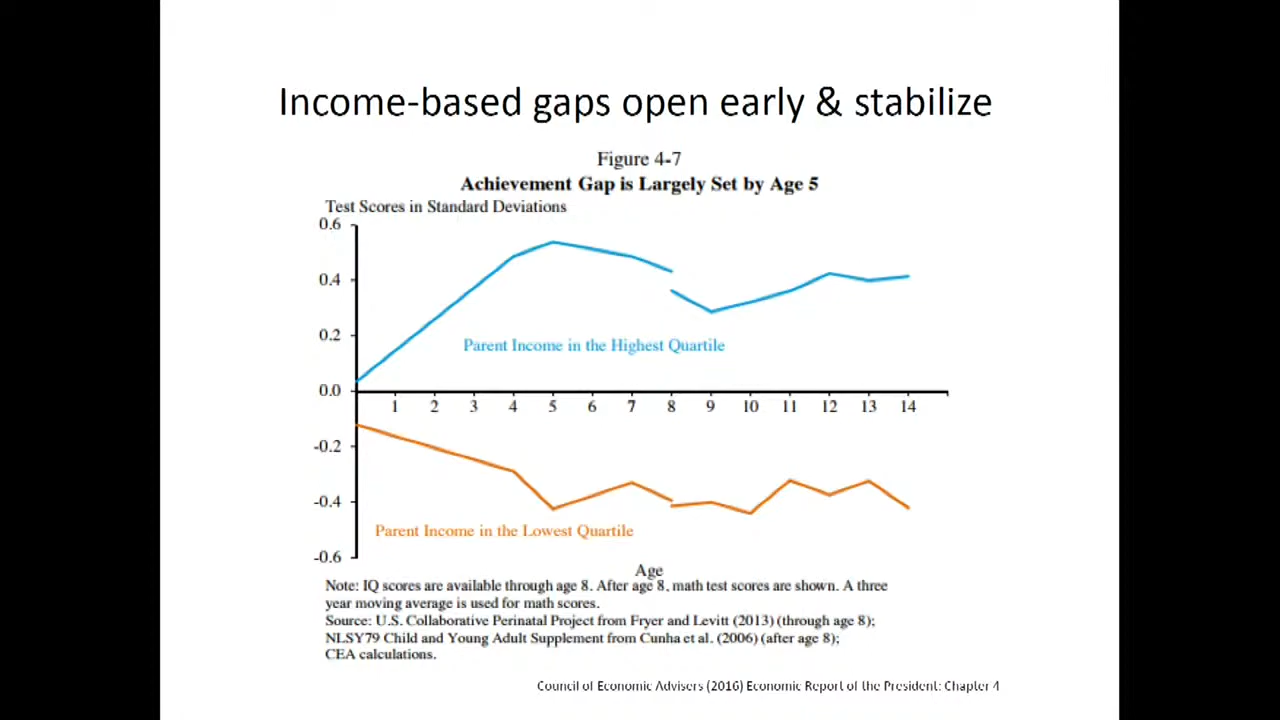 Income-based gaps open early & stabilize
Figure 4-7
Achievement Gap is Largely Set by Age 5
Test Scores in Standard Deviations
0.6
0.4
0.2
Parent Income in the Highest Quartile
0.0
1 2 3 4 5 6 7 8 9 10 11 12 13 14
-0.2
-0.4
Parent Income in the Lowest Quartile
-0.6
Age
Note: IQ scores are available through age 8. After age 8, math test scores are shown. A three
year moving average is used for math scores.
Source: U.S. Collaborative Perinatal Project from Fryer and Levitt (2013) (through age 8);
NLSY79 Child and Young Adult Supplement from Cunha et al. (2006) (after age 8);
CEA calculations.
Council of Economic Advisers (2016) Economic Report of the President: Chapter 4